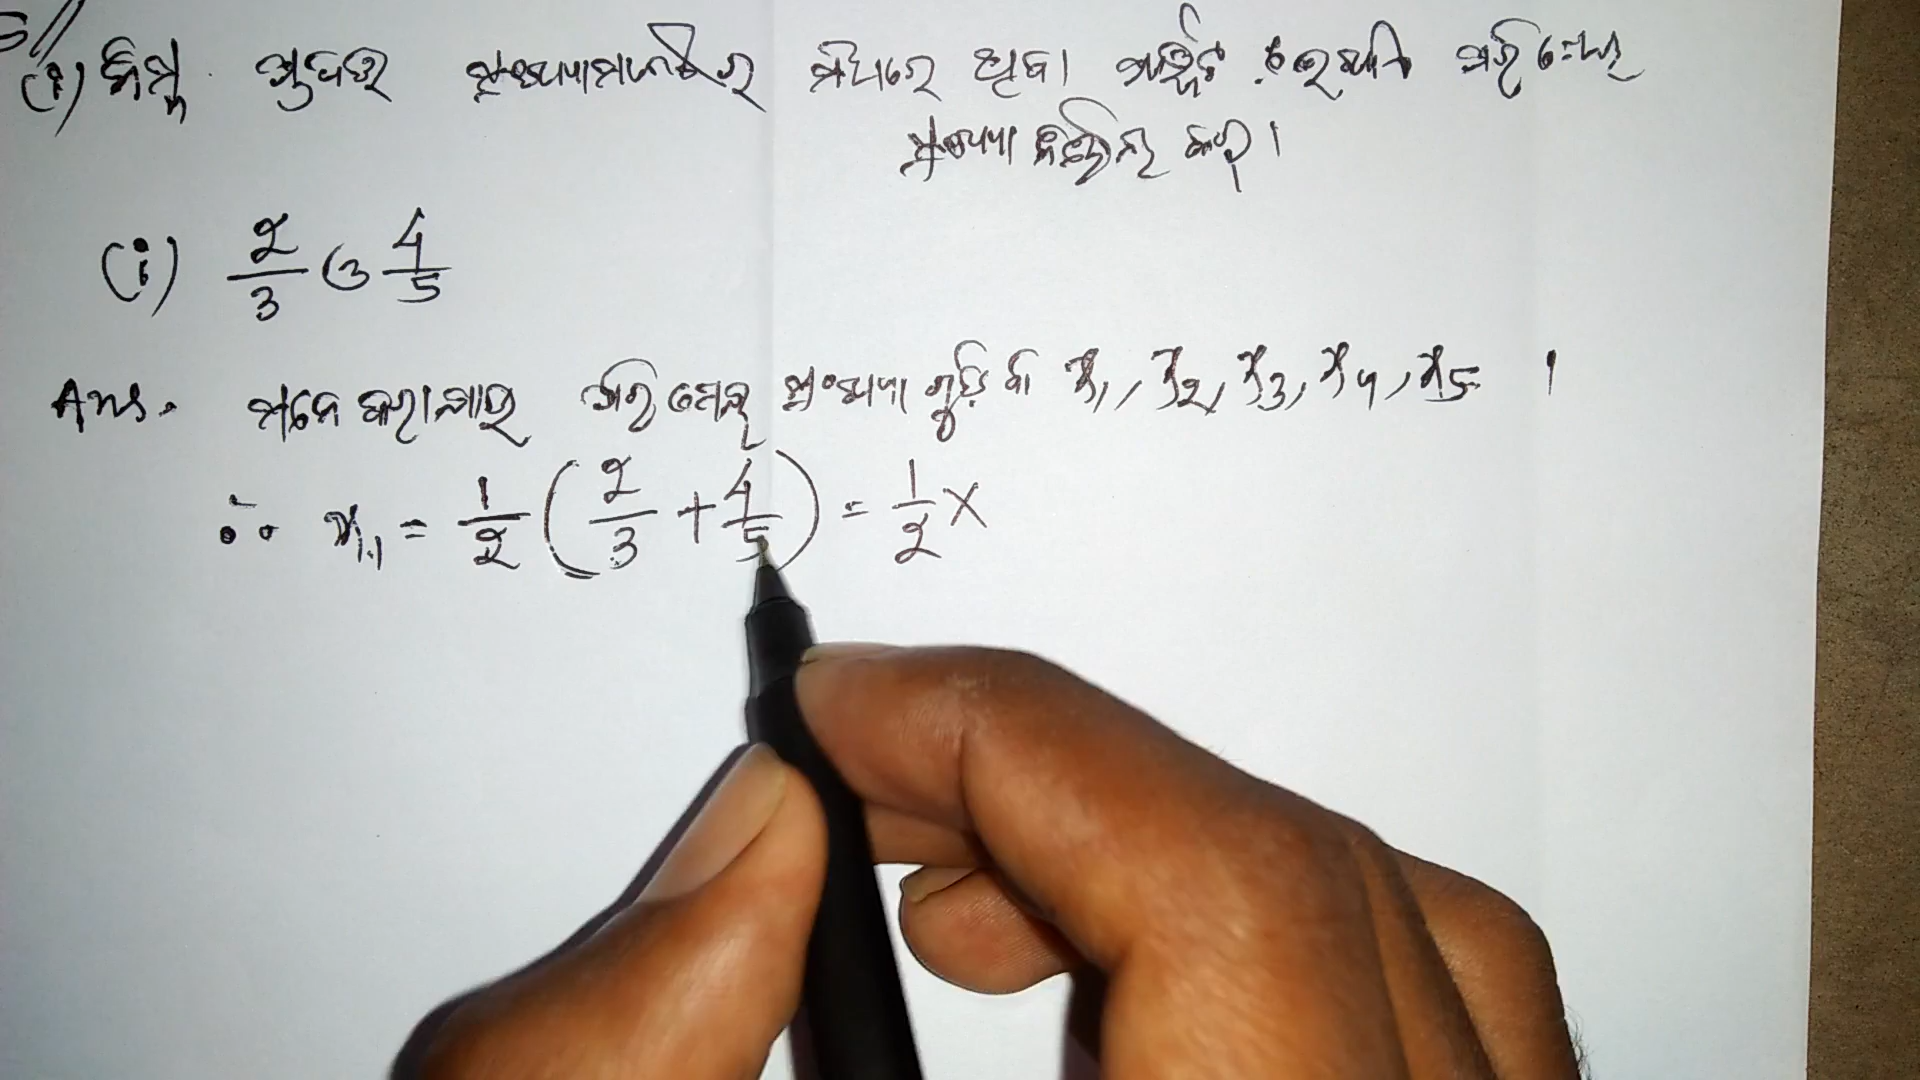 (i) ନିମ୍ନ ପ୍ରଦତ୍ତ ସଂଖ୍ୟାମାନଙ୍କର ମଧ୍ୟରେ ଥିବା ପାଞ୍ଚଟି ଲେଖାଏଁ ପରିମେୟ
ସଂଖ୍ୟା ନିର୍ଣ୍ଣୟ କର ।
(i) 2/3 ଓ 4/5
Ans. ମନେ କରାଯାଉ ପରିମେୟ ସଂଖ୍ୟା ଗୁଡ଼ିକ x₁, x₂, x₃, x₄, x₅ ।
∴ x₁ = 1/2 (2/3 + 4/5) = 1/2 ×